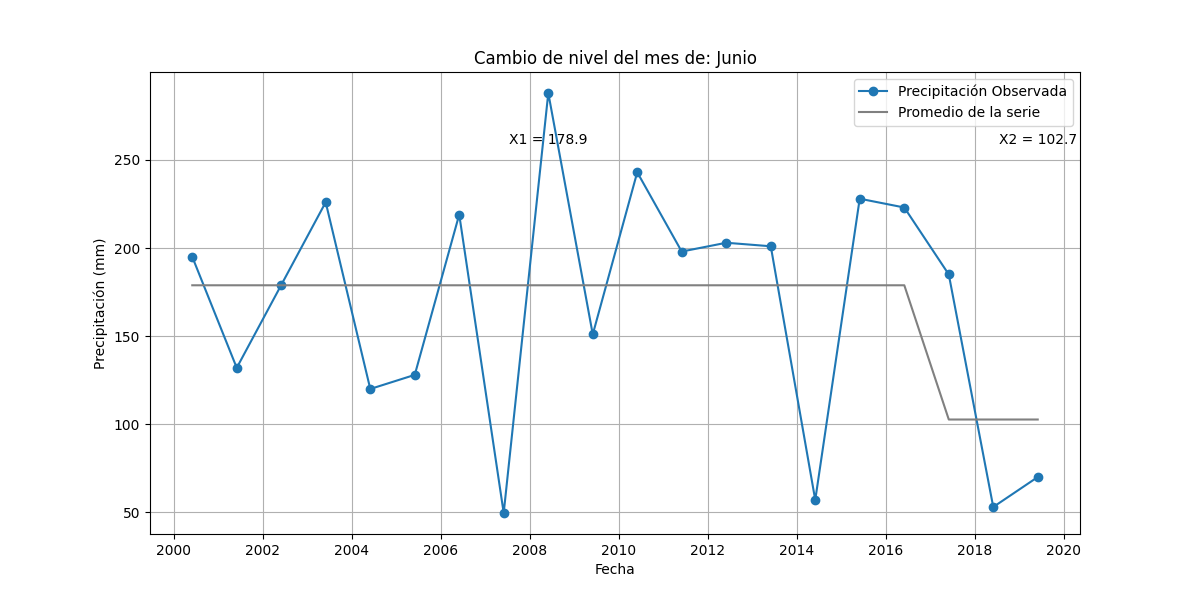 Cambio de nivel del mes de: Junio
Precipitación Observada
Promedio de la serie
X1 = 178.9
X2 = 102.7
Precipitación (mm)
250
200
150
100
50
2000 2002 2004 2006 2008 2010 2012 2014 2016 2018 2020
Fecha